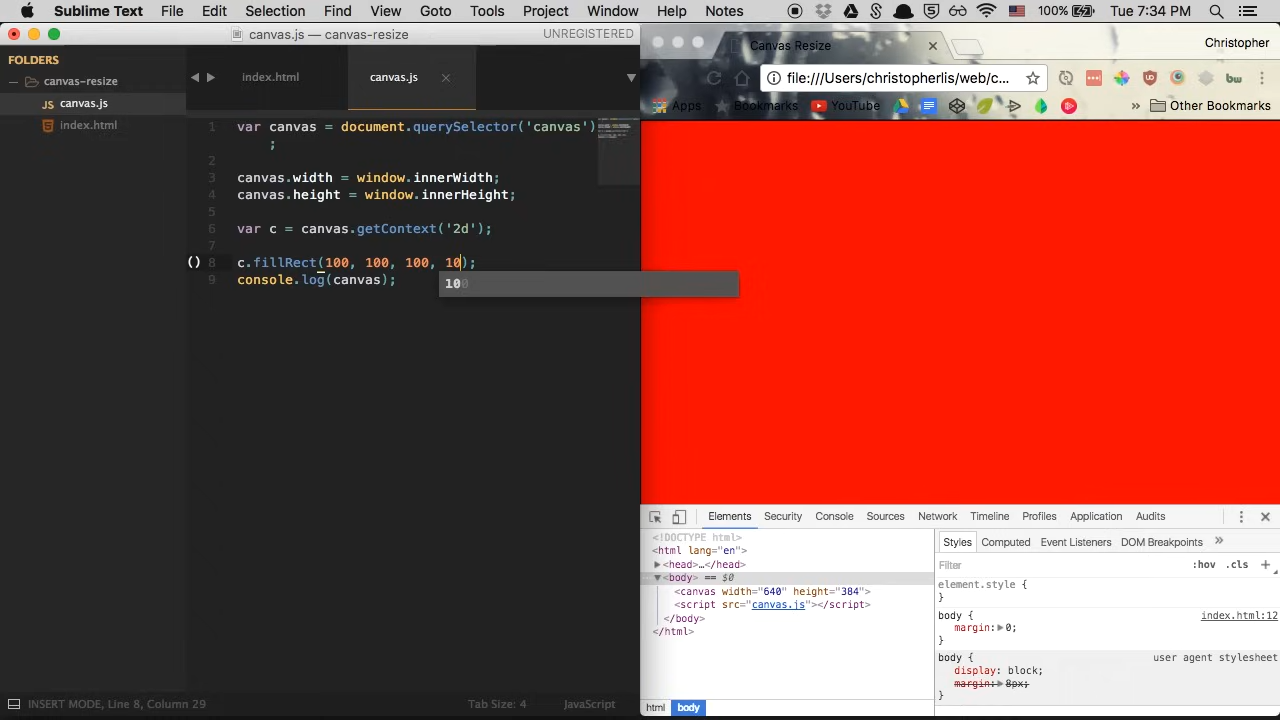 Sublime Text File Edit Selection Find View Goto Tools Project Window Help Notes 100% Tue 7:34 PM
canvas.js — canvas-resize UNREGISTERED
FOLDERS
canvas-resize
canvas.js
index.html
index.html canvas.js
1 var canvas = document.querySelector('canvas')
;
2
3 canvas.width = window.innerWidth;
4 canvas.height = window.innerHeight;
5
6 var c = canvas.getContext('2d');
7
() 8 c.fillRect(100, 100, 100, 10);
100
9 console.log(canvas);
INSERT MODE, Line 8, Column 29 Tab Size: 4 JavaScript
Canvas Resize Christopher
file:///Users/christopherlis/web/c... bw
Apps Bookmarks YouTube » Other Bookmarks
Elements Security Console Sources Network Timeline Profiles Application Audits
<!DOCTYPE html>
<html lang="en">
<head>…</head>
<body> == $0
<canvas width="640" height="384">
<script src="canvas.js"></script>
</body>
</html>
html body
Styles Computed Event Listeners DOM Breakpoints »
Filter :hov .cls +
element.style {
}
body { index.html:12
margin: 0;
}
body { user agent stylesheet
display: block;
margin: 8px;
}